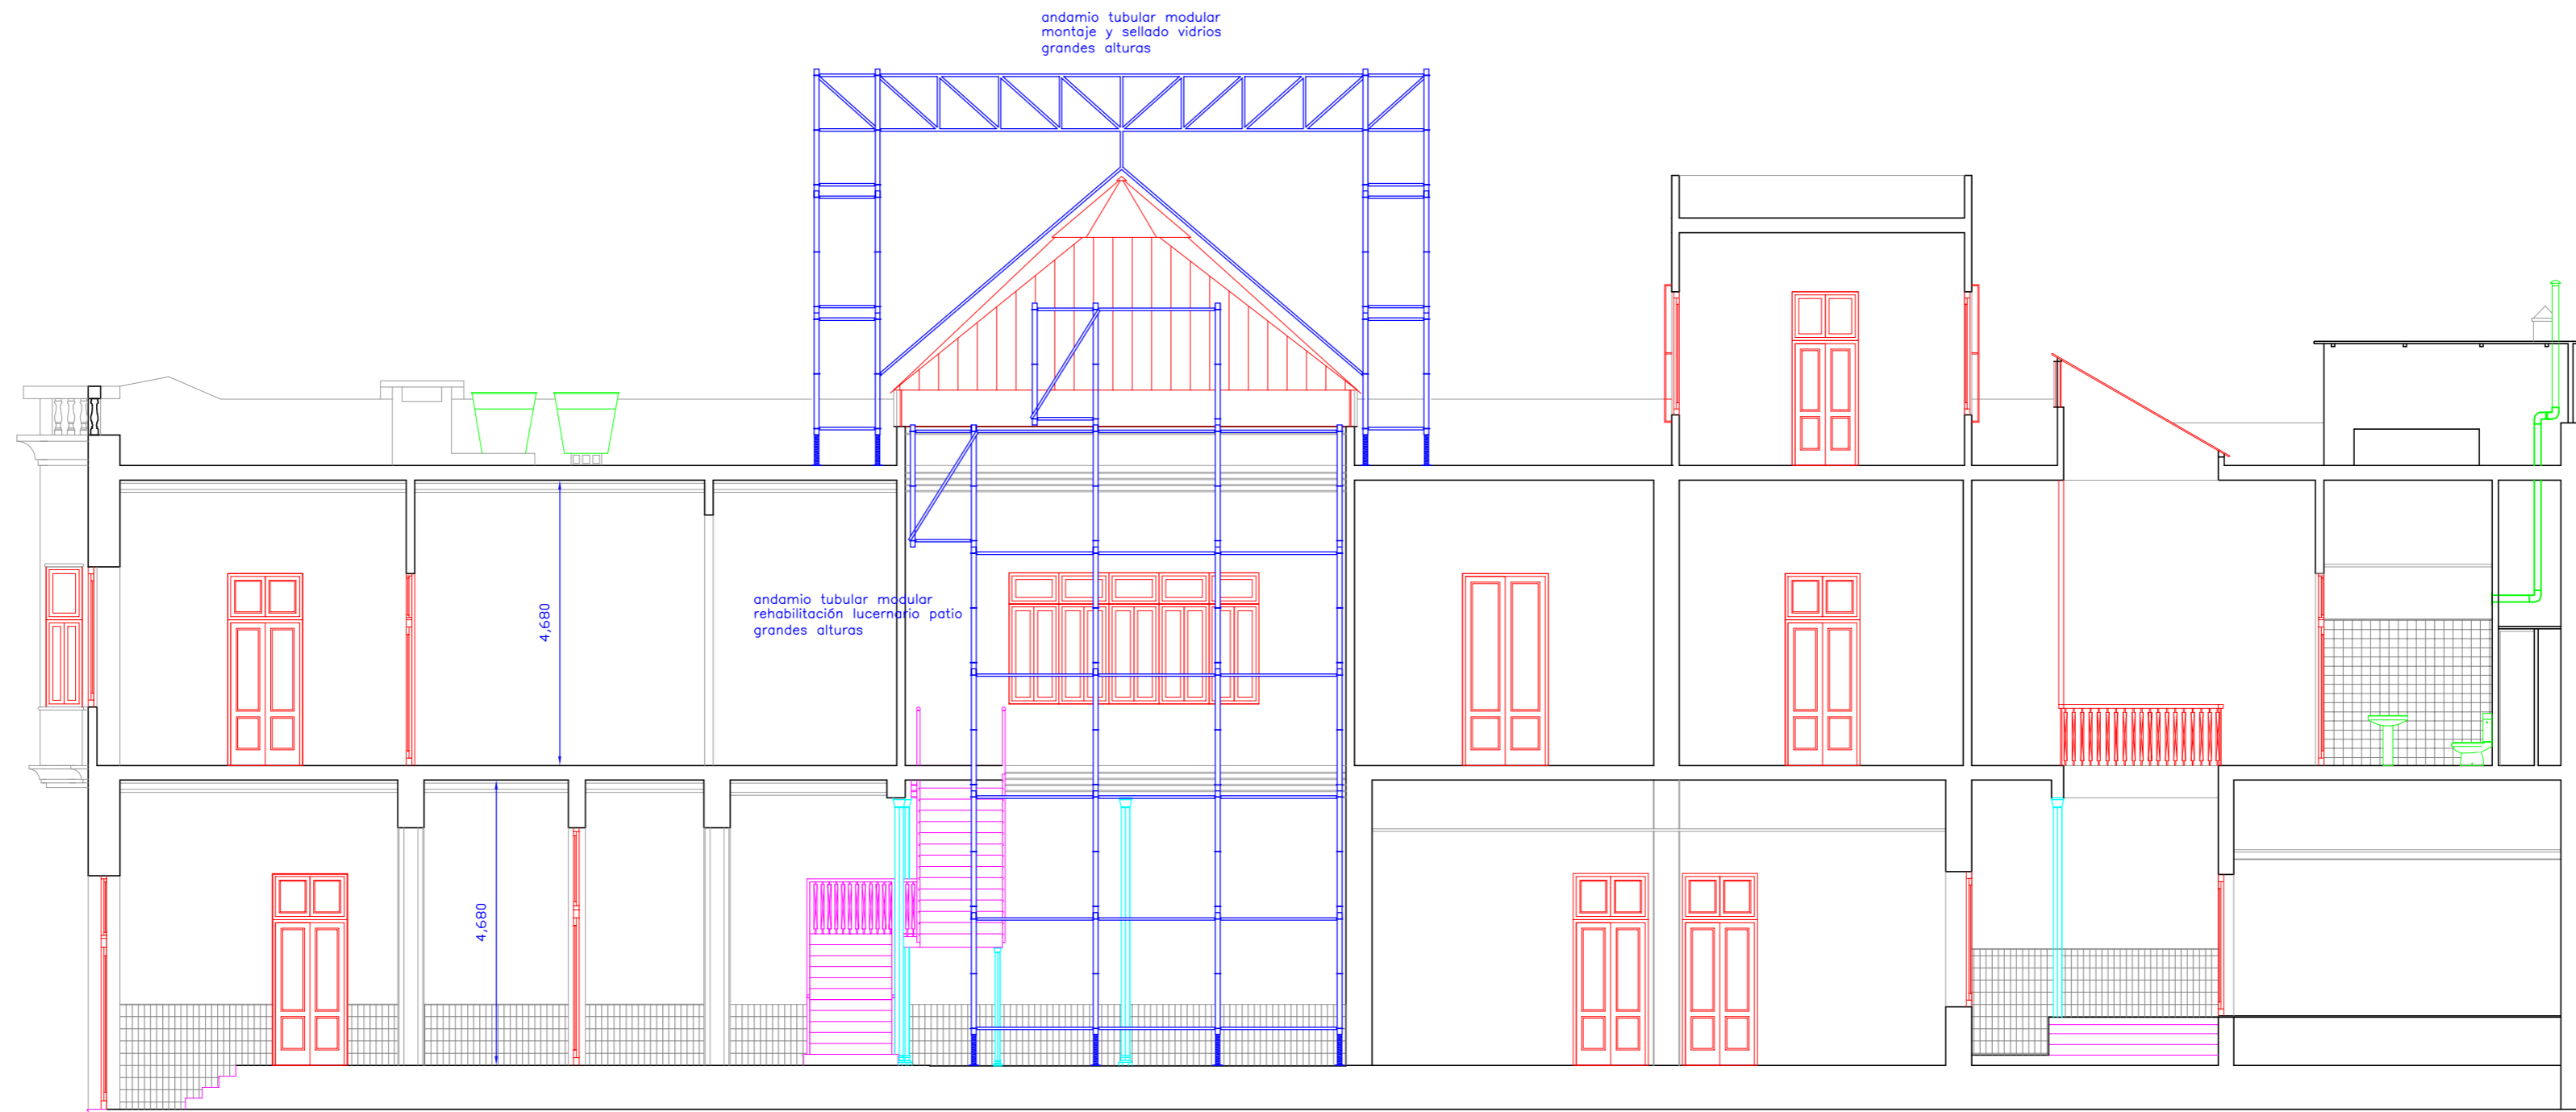 andamio tubular modular
montaje y sellado vidrios
grandes alturas
4,680
andamio tubular modular
rehabilitación lucernario patio
grandes alturas
4,680